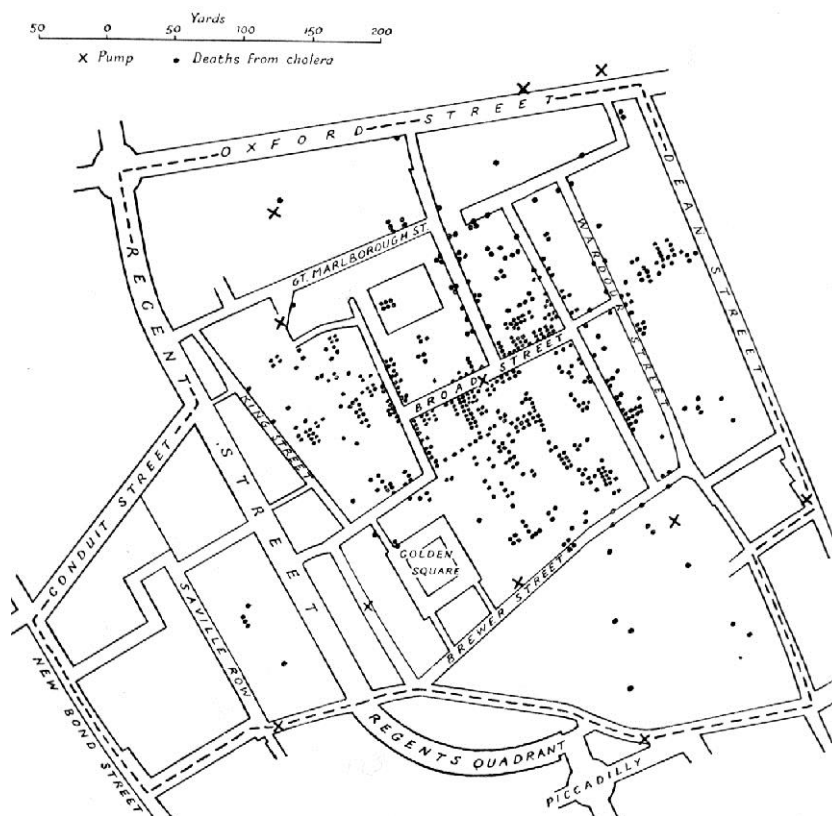 Yards
50 0 50 100 150 200
× Pump • Deaths from cholera
OXFORD STREET
REGENT STREET
DEAN STREET
WARDOUR STREET
GT. MARLBOROUGH ST.
BROAD STREET
KING STREET
CONDUIT STREET
GOLDEN
SQUARE
SAVILLE ROW
BREWER STREET
NEW BOND STREET
REGENTS QUADRANT
PICCADILLY